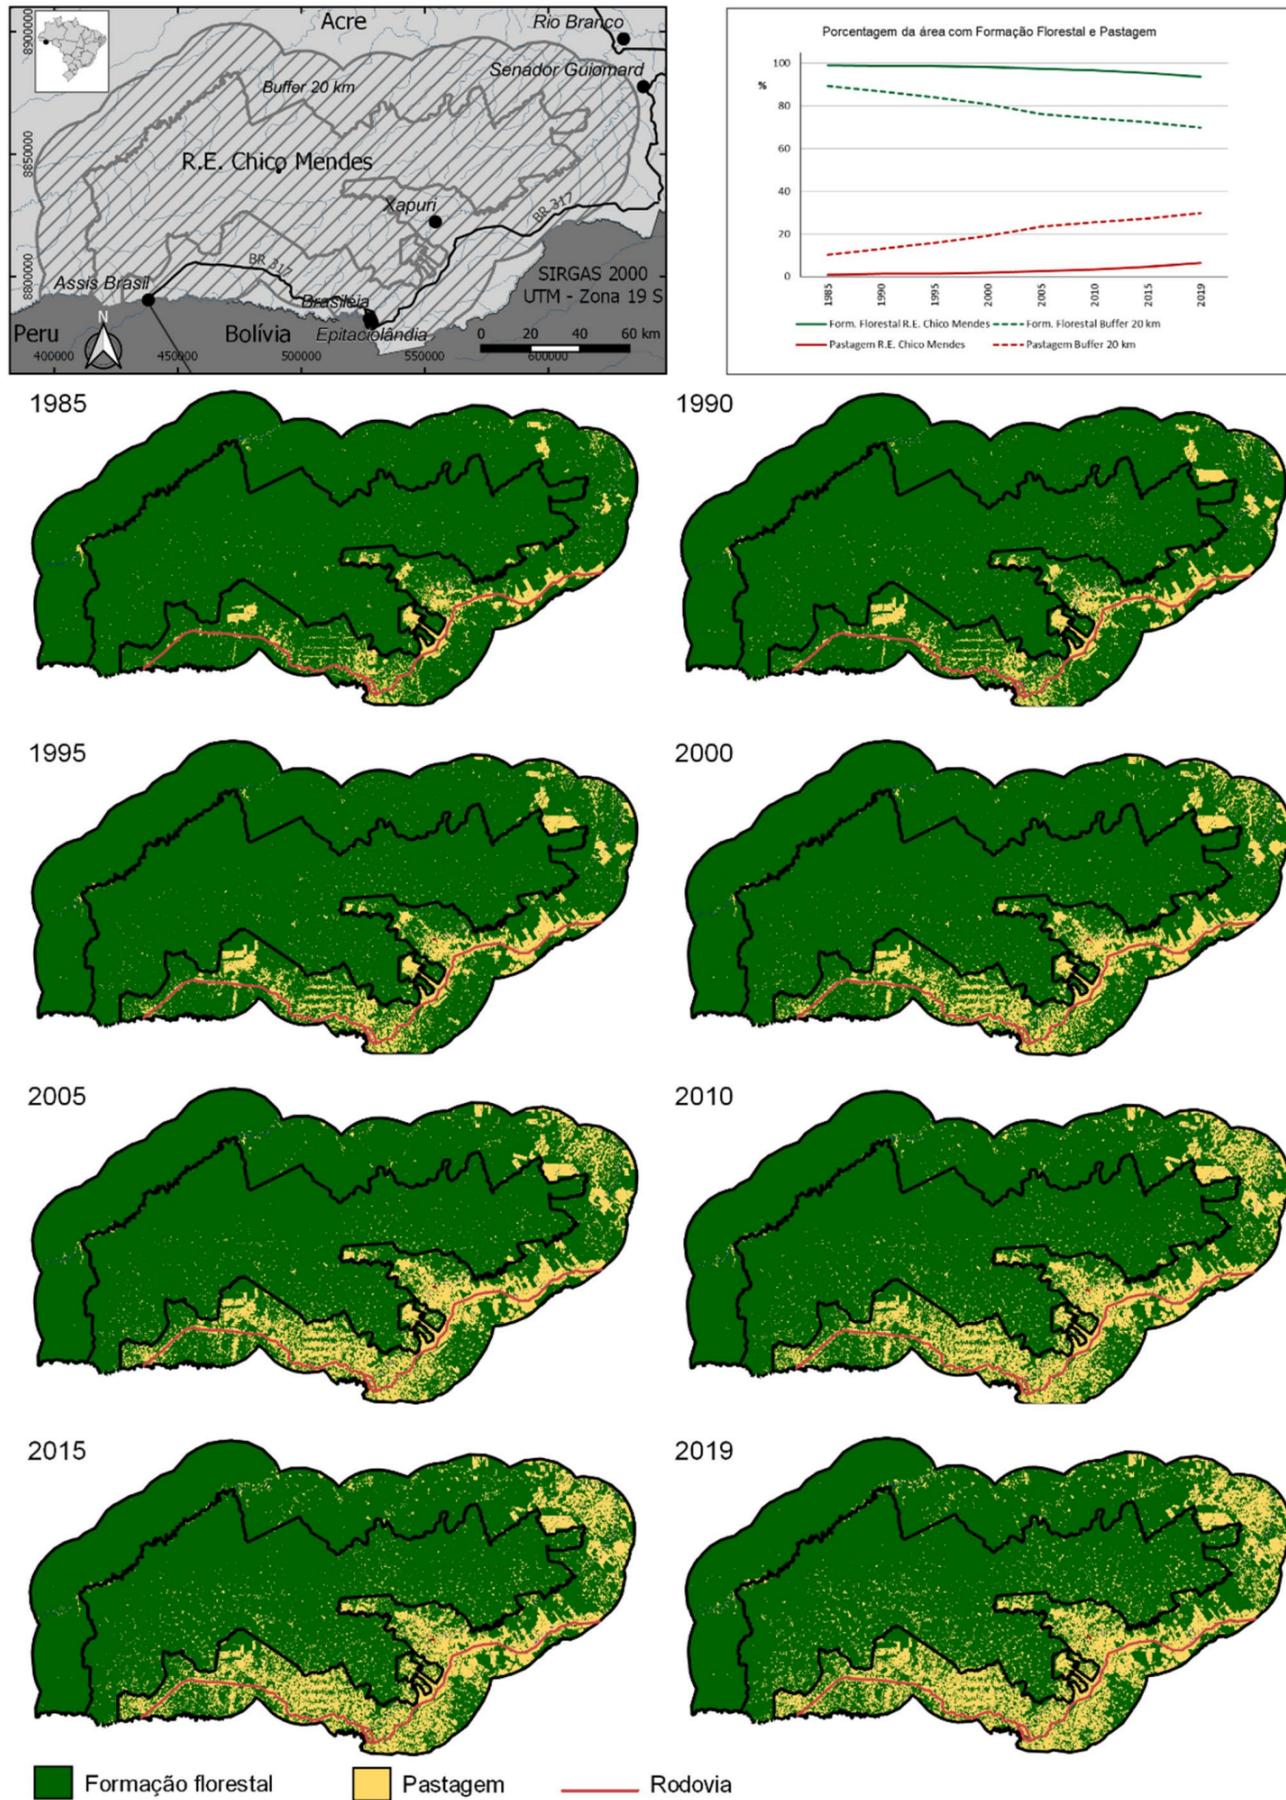 Acre
Rio Branco
Senador Guiomard
Buffer 20 km
R.E. Chico Mendes
Xapuri
BR 317
BR 317
Assis Brasil
Brasiléia
Epitaciolândia
SIRGAS 2000
UTM - Zona 19 S
Peru
Bolívia
N
0 20 40 60 km
8900000
8850000
8800000
400000 450000 500000 550000 600000
Porcentagem da área com Formação Florestal e Pastagem
%
100
80
60
40
20
0
1985 1990 1995 2000 2005 2010 2015 2019
Form. Florestal R.E. Chico Mendes Form. Florestal Buffer 20 km
Pastagem R.E. Chico Mendes Pastagem Buffer 20 km
1985 1990
1995 2000
2005 2010
2015 2019
Formação florestal Pastagem Rodovia